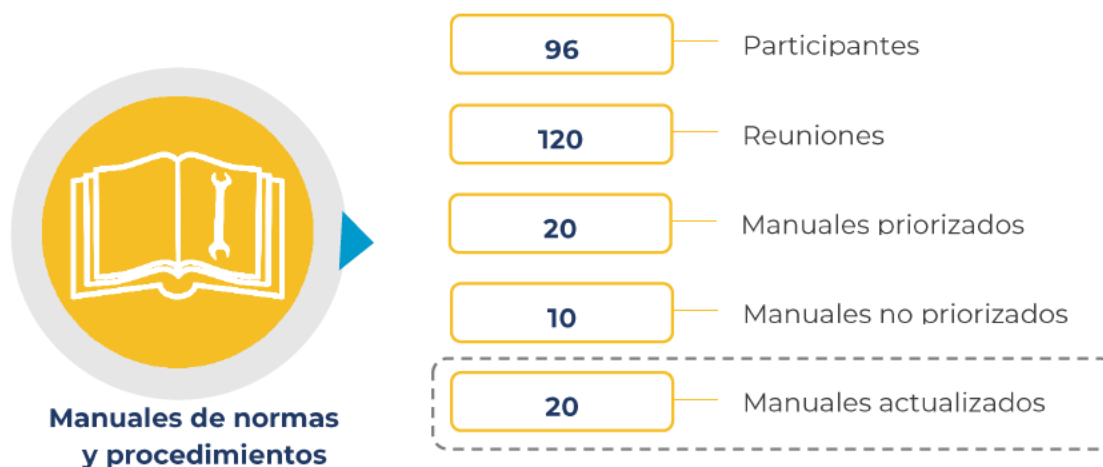 96 Participantes
120 Reuniones
20 Manuales priorizados
10 Manuales no priorizados
20 Manuales actualizados
Manuales de normas
y procedimientos